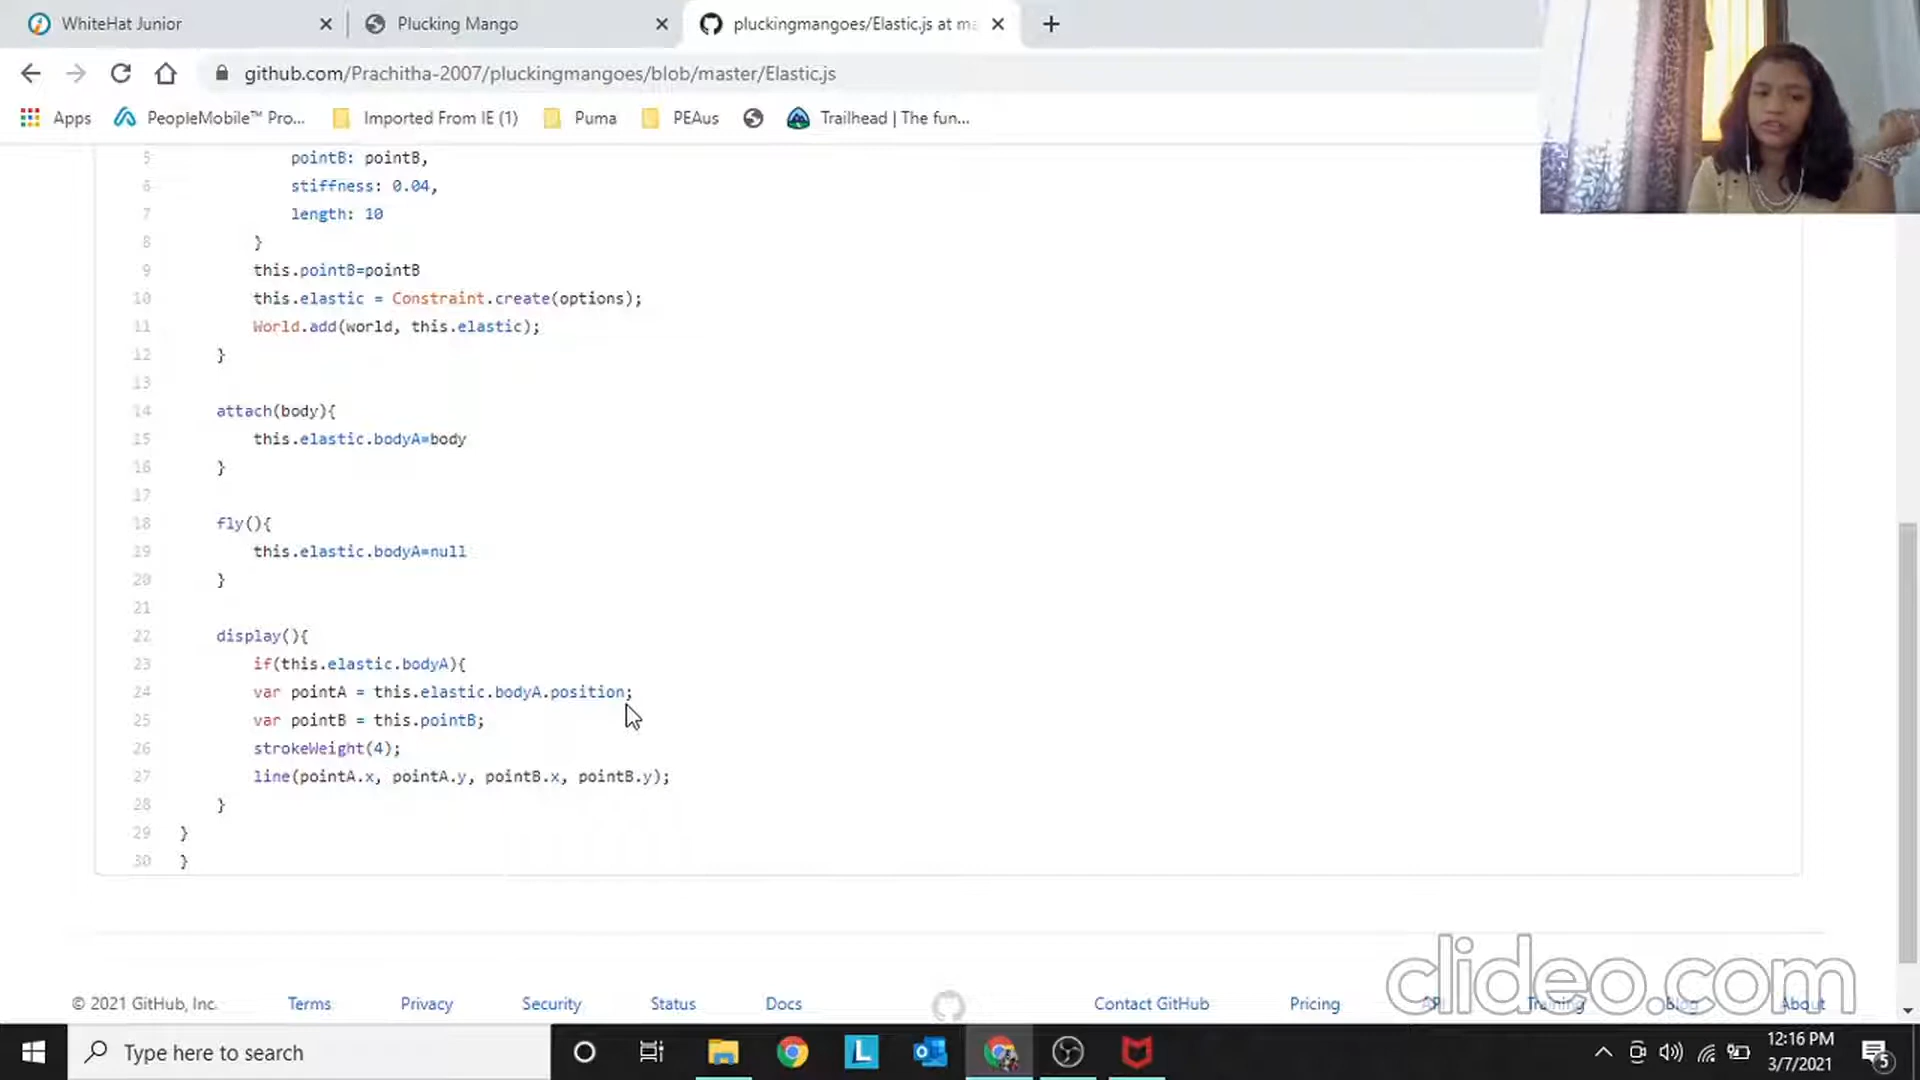 WhiteHat Junior
Plucking Mango
pluckingmangoes/Elastic.js at ma
github.com/Prachitha-2007/pluckingmangoes/blob/master/Elastic.js
Apps
PeopleMobile™ Pro...
Imported From IE (1)
Puma
PEAus
Trailhead | The fun...
5 pointB: pointB,
6 stiffness: 0.04,
7 length: 10
8 }
9 this.pointB=pointB
10 this.elastic = Constraint.create(options);
11 World.add(world, this.elastic);
12 }
13
14 attach(body){
15 this.elastic.bodyA=body
16 }
17
18 fly(){
19 this.elastic.bodyA=null
20 }
21
22 display(){
23 if(this.elastic.bodyA){
24 var pointA = this.elastic.bodyA.position;
25 var pointB = this.pointB;
26 strokeWeight(4);
27 line(pointA.x, pointA.y, pointB.x, pointB.y);
28 }
29 }
30 }
clideo.com
© 2021 GitHub, Inc.
Terms
Privacy
Security
Status
Docs
Contact GitHub
Pricing
API
Training
Blog
About
Type here to search
L
12:16 PM
3/7/2021
5